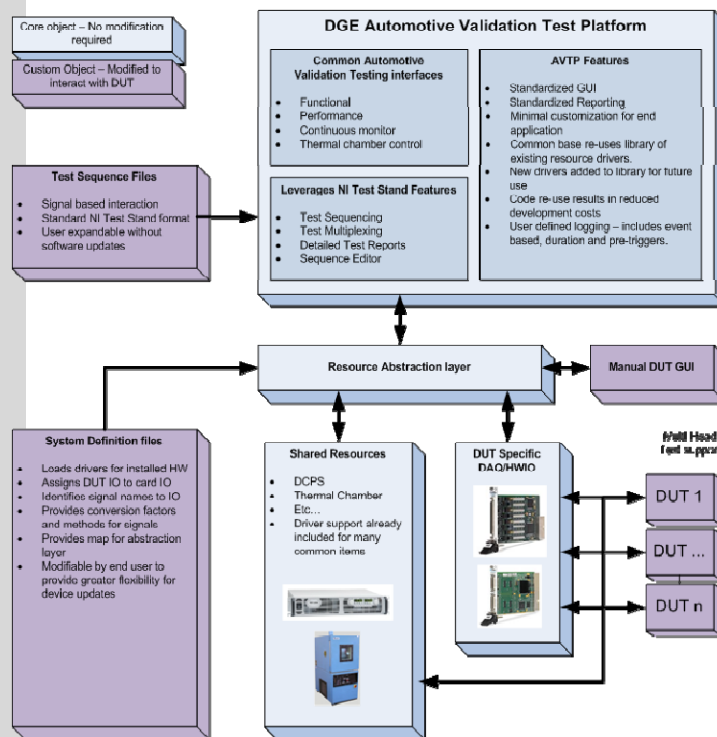 Core object – No modification
required
Custom Object – Modified to
interact with DUT
DGE Automotive Validation Test Platform
Common Automotive
Validation Testing interfaces
Functional
Performance
Continuous monitor
Thermal chamber control
Leverages NI Test Stand Features
Test Sequencing
Test Multiplexing
Detailed Test Reports
Sequence Editor
AVTP Features
Standardized GUI
Standardized Reporting
Minimal customization for end
application
Common base re-uses library of
existing resource drivers.
New drivers added to library for future
use
Code re-use results in reduced
development costs
User defined logging – includes event
based, duration and pre-triggers.
Test Sequence Files
Signal based interaction
Standard NI Test Stand format
User expandable without
software updates
Resource Abstraction layer
Manual DUT GUI
System Definition files
Loads drivers for installed HW
Assigns DUT IO to card IO
Identifies signal names to IO
Provides conversion factors
and methods for signals
Provides map for abstraction
layer
Modifiable by end user to
provide greater flexibility for
device updates
Shared Resources
DCPS
Thermal Chamber
Etc...
Driver support already
included for many
common items
DUT Specific
DAQ/HWIO
Multi Head
Test suppor
DUT 1
DUT ...
DUT n